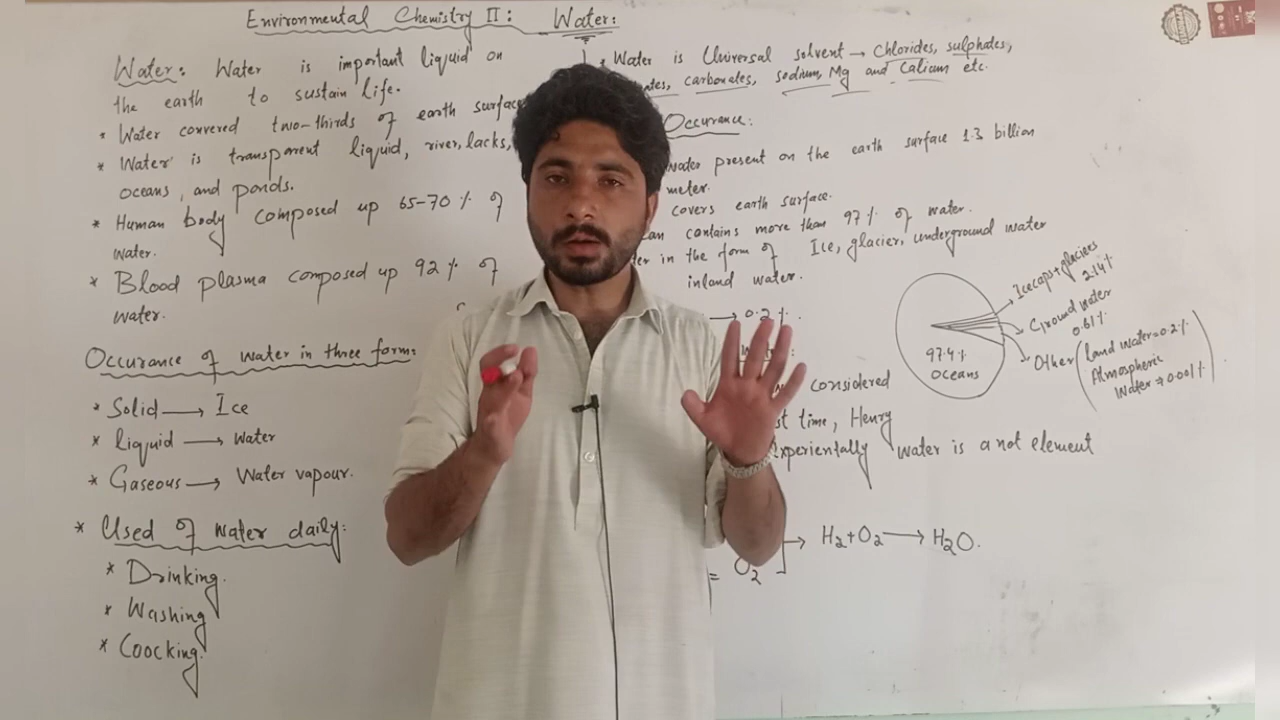 Environmental Chemistry II: Water:
Water: Water is important liquid on
the earth to sustain life.
* Water convered two-thirds of earth surface
* Water is transparent liquid, river, lacks,
oceans, and ponds.
* Human body composed up 65-70 % of
water.
* Blood plasma composed up 92 % of
water.
Occurance of water in three form:
* Solid → Ice
* liquid → water
* Gaseous → Water vapour.
* Used of water daily:
* Drinking.
* Washing
* Coocking.
* Water is Universal solvent → Chlorides, sulphates,
carbonates, sodium, Mg and Calium etc.
Occurance:
water present on the earth surface 1.3 billion
meter.
covers earth surface.
contains more than 97 % of water.
in the form of Ice, glacier, underground water
inland water.
→ 0.2 %.
considered
time, Henry
Experientally water is a not element
O2 → H2+O2 → H2O.
97.4 %
Oceans
Icecaps+glaciers
2.14 %
Ground water
0.61 %
Other (land water=0.2 %
Atmospheric
Water → 0.001 %)